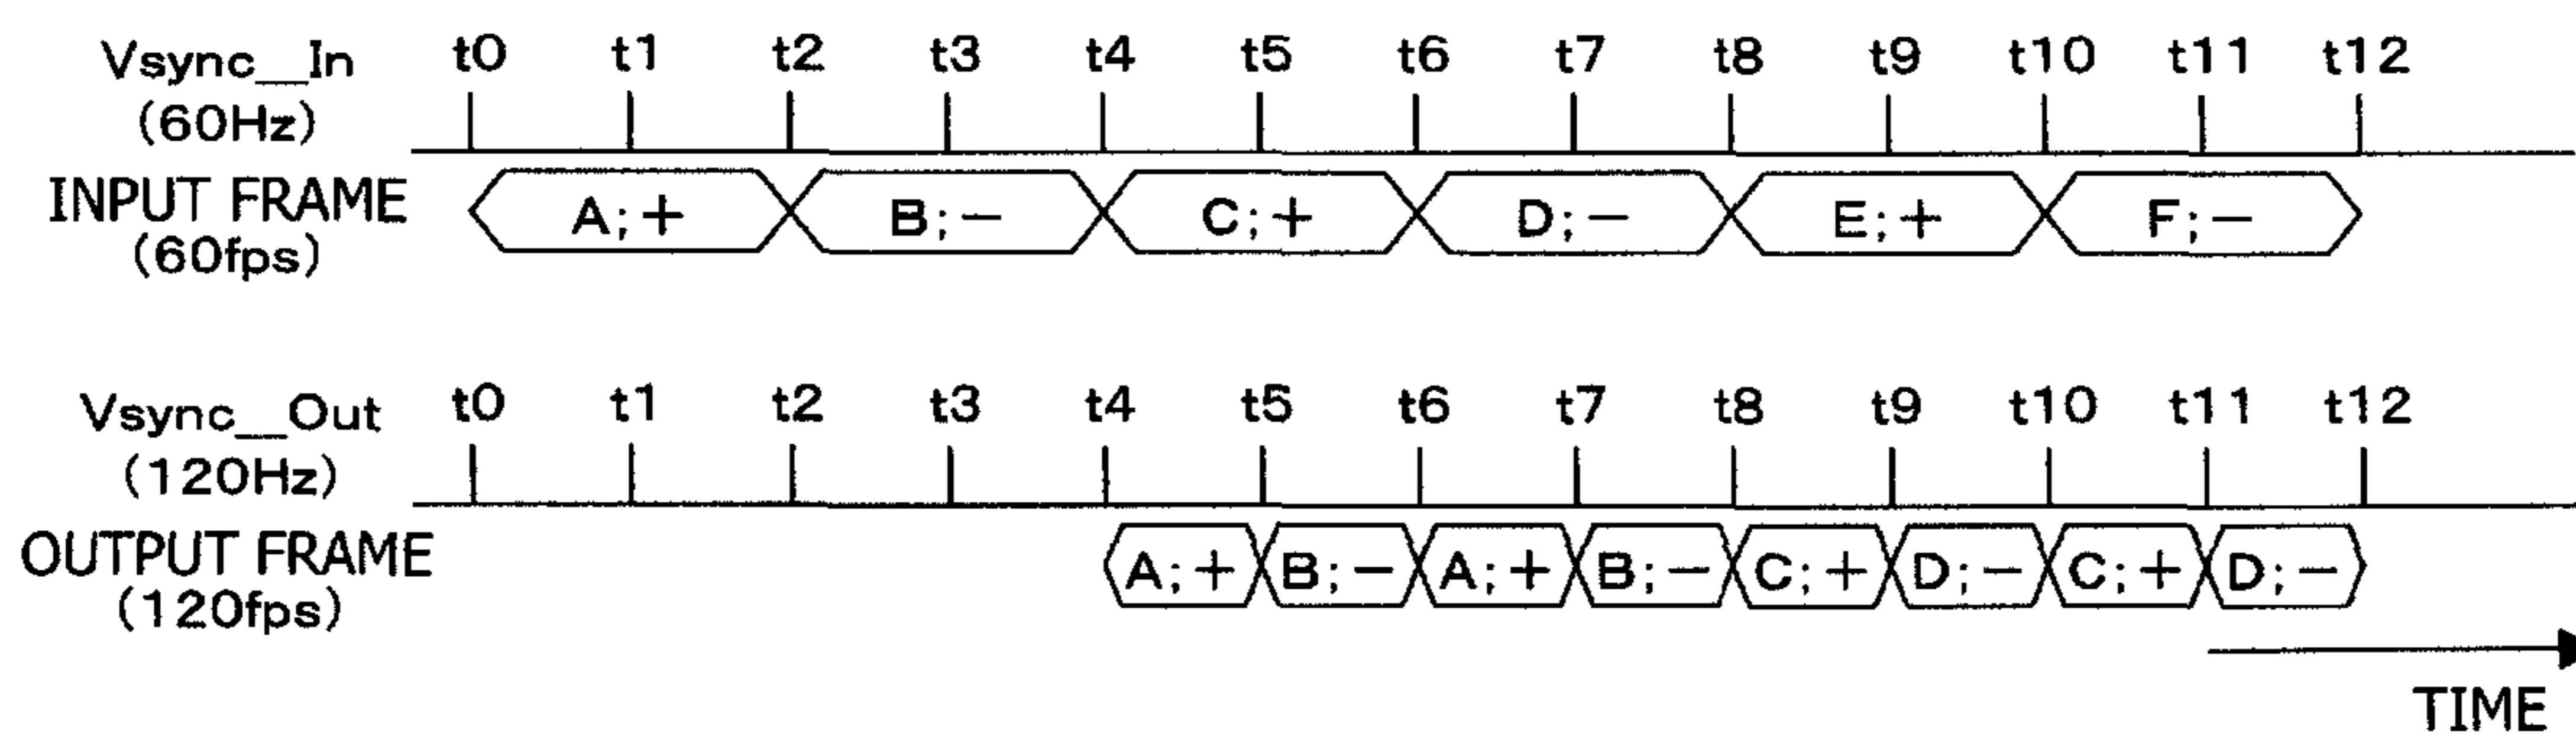 Vsync__In t0 t1 t2 t3 t4 t5 t6 t7 t8 t9 t10 t11 t12
(60Hz)
INPUT FRAME A;+ B;− C;+ D;− E;+ F;−
(60fps)
Vsync__Out t0 t1 t2 t3 t4 t5 t6 t7 t8 t9 t10 t11 t12
(120Hz)
OUTPUT FRAME A;+ B;− A;+ B;− C;+ D;− C;+ D;−
(120fps)
TIME